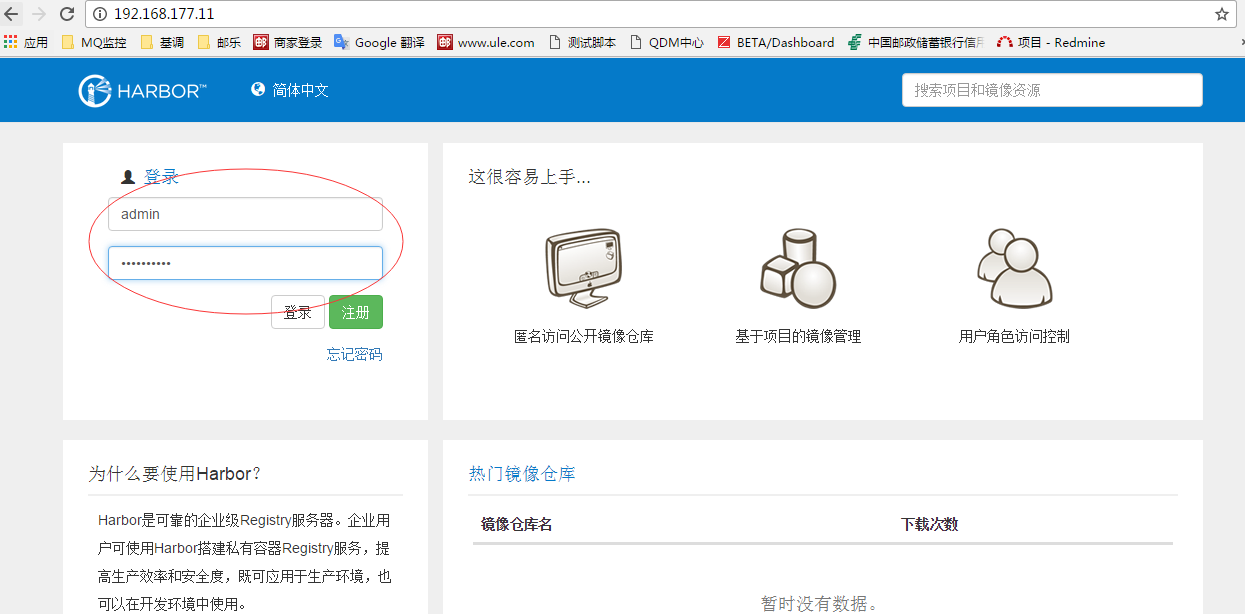 192.168.177.11
应用 MQ监控 基调 邮乐 商家登录 Google 翻译 www.ule.com 测试脚本 QDM中心 BETA/Dashboard 中国邮政储蓄银行信 项目 - Redmine
HARBOR™ 简体中文 搜索项目和镜像资源
登录
admin
••••••••••
登录 注册
忘记密码
这很容易上手...
匿名访问公开镜像仓库 基于项目的镜像管理 用户角色访问控制
为什么要使用Harbor?
Harbor是可靠的企业级Registry服务器。企业用
户可使用Harbor搭建私有容器Registry服务，提
高生产效率和安全度，既可应用于生产环境，也
可以在开发环境中使用。
热门镜像仓库
镜像仓库名 下载次数
暂时没有数据。